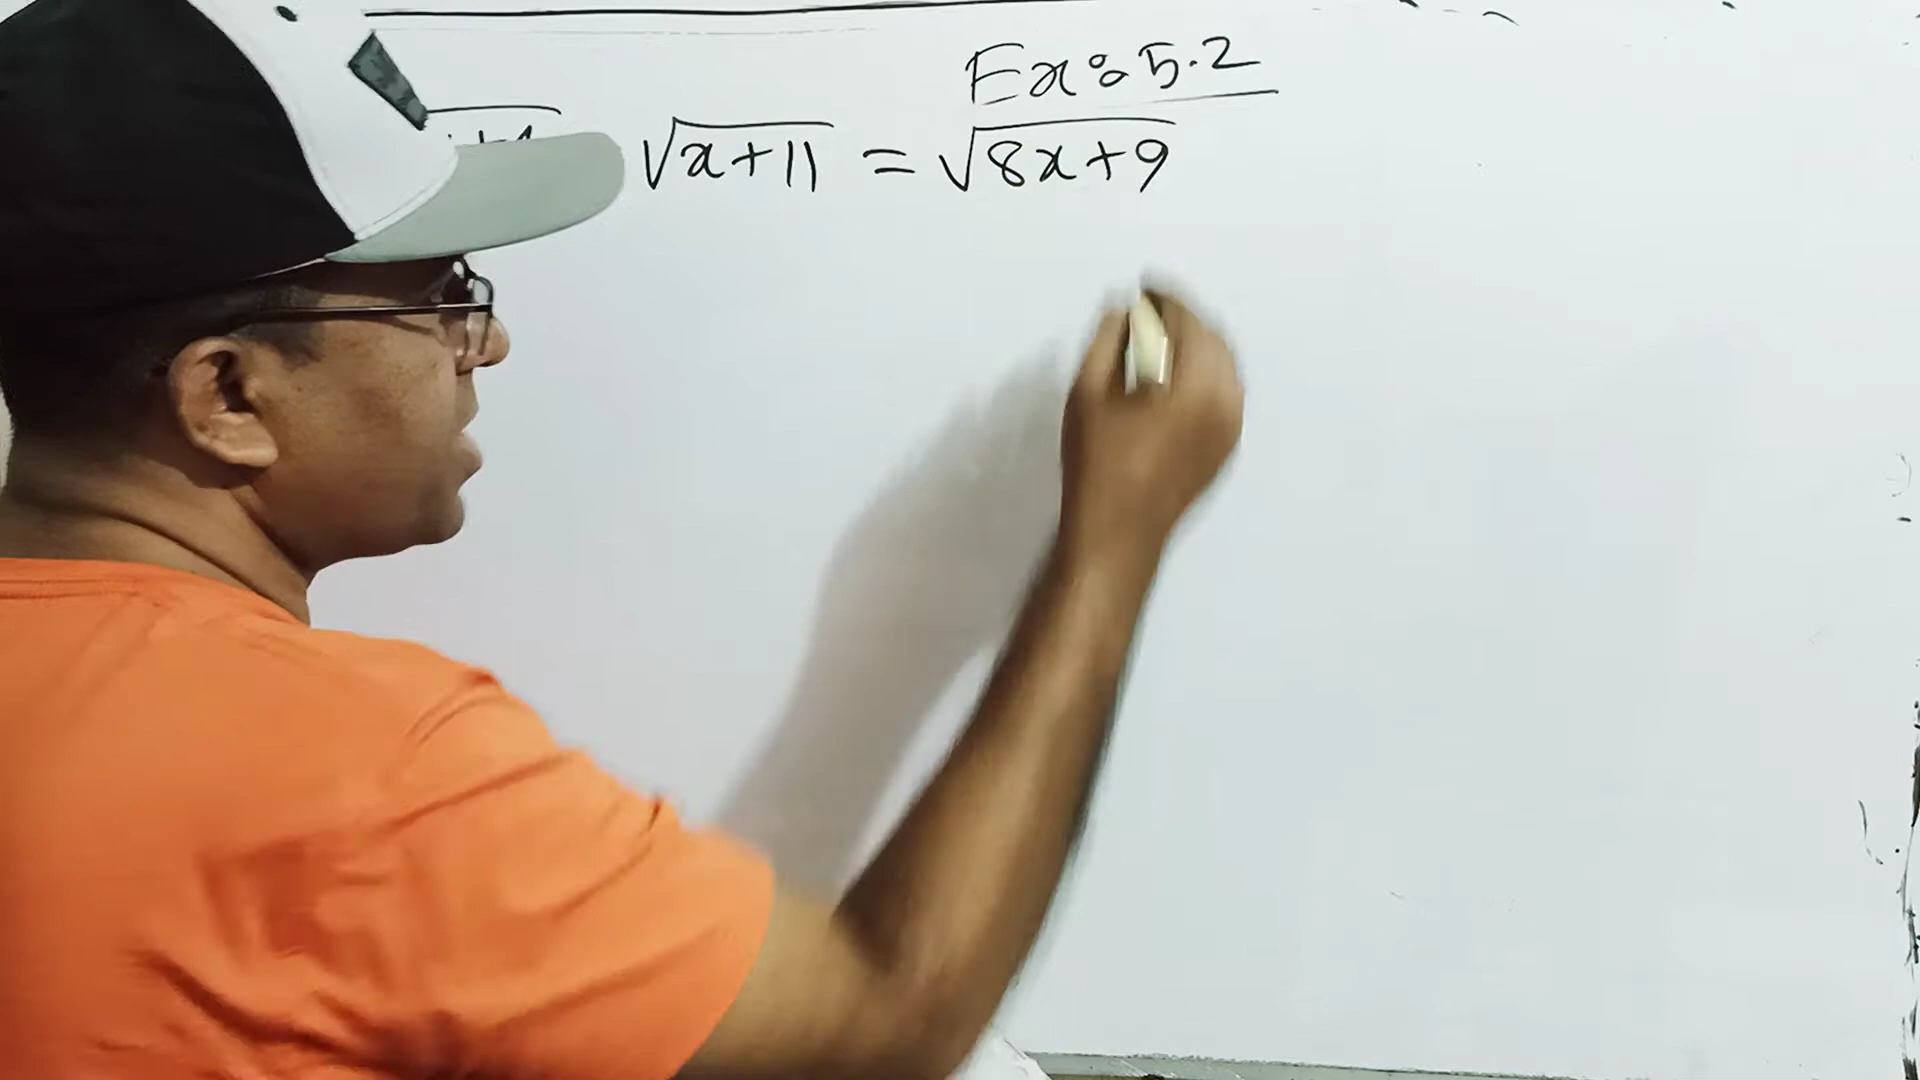 Ex: 5.2
√x+11 = √8x+9